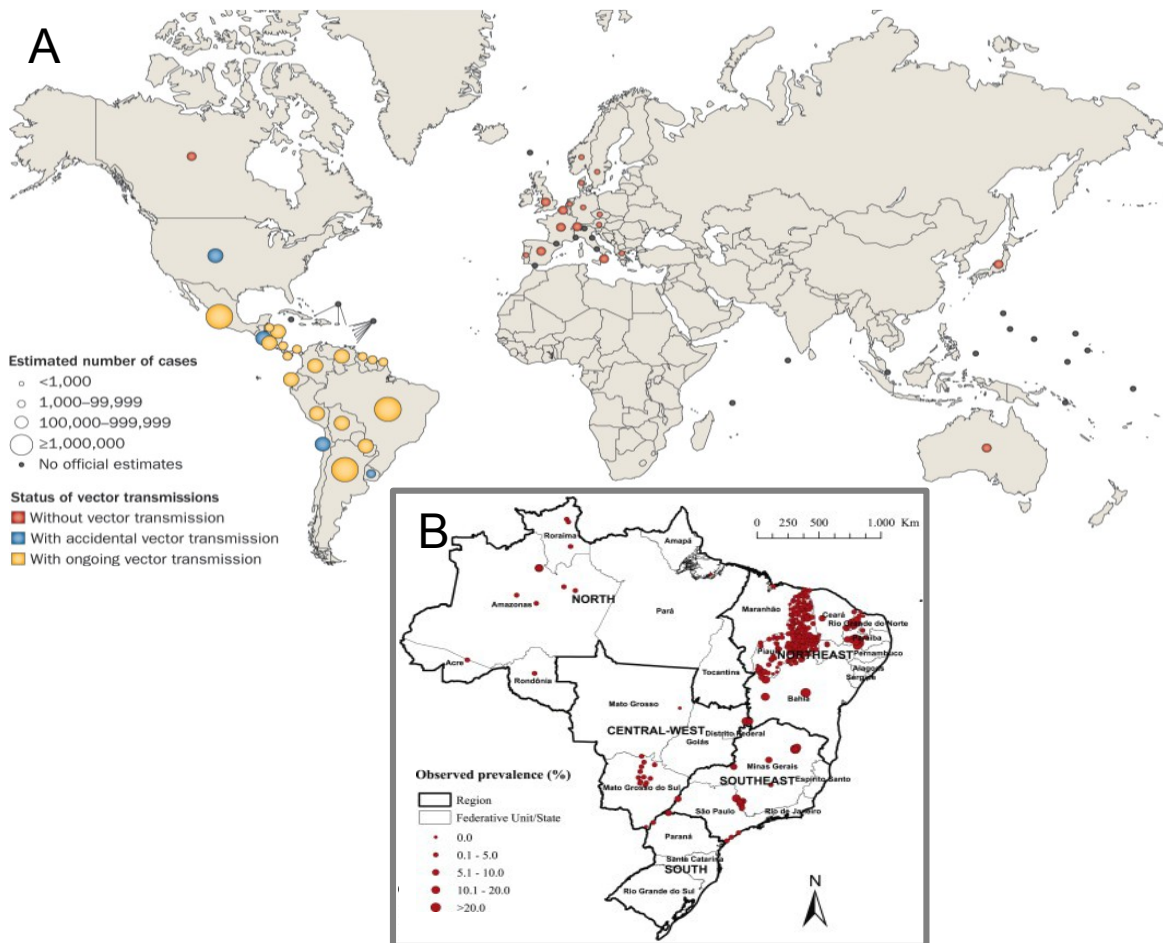 A
Estimated number of cases
<1,000
1,000–99,999
100,000–999,999
≥1,000,000
No official estimates
Status of vector transmissions
Without vector transmission
With accidental vector transmission
With ongoing vector transmission
B
0 250 500 1.000 Km
Roraima
Amapá
Amazonas
NORTH
Pará
Maranhão
Ceará
Rio Grande do Norte
Paraíba
Piauí
NORTHEAST
Pernambuco
Alagoas
Sergipe
Acre
Rondônia
Tocantins
Bahia
Mato Grosso
CENTRAL-WEST
Distrito Federal
Goiás
Minas Gerais
SOUTHEAST
Espírito Santo
Mato Grosso do Sul
São Paulo
Rio de Janeiro
Paraná
Santa Catarina
SOUTH
Rio Grande do Sul
Observed prevalence (%)
Region
Federative Unit/State
0.0
0.1 - 5.0
5.1 - 10.0
10.1 - 20.0
>20.0
N